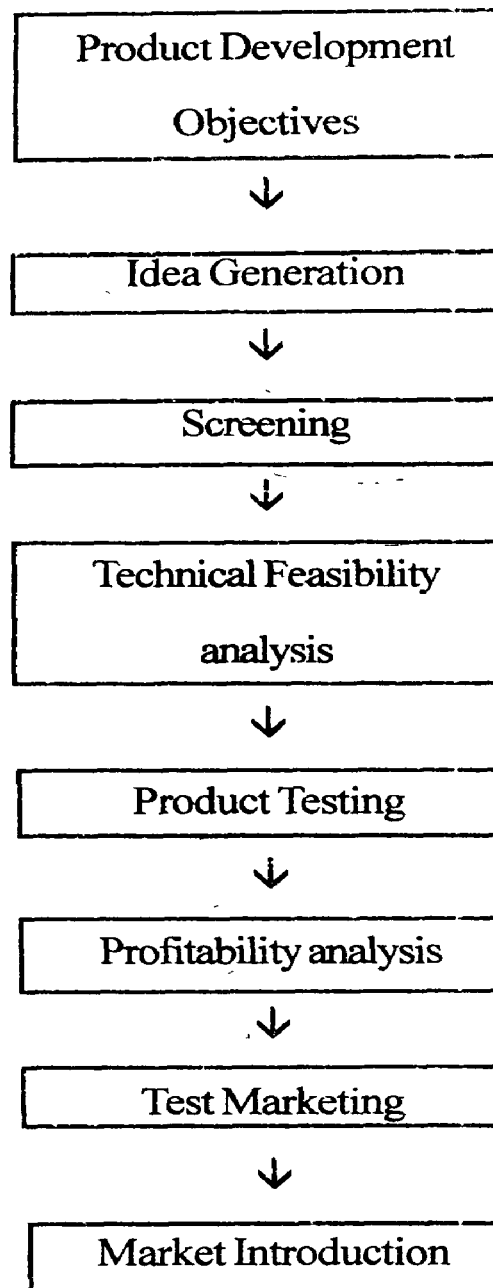 Product Development
Objectives
Idea Generation
Screening
Technical Feasibility
analysis
Product Testing
Profitability analysis
Test Marketing
Market Introduction